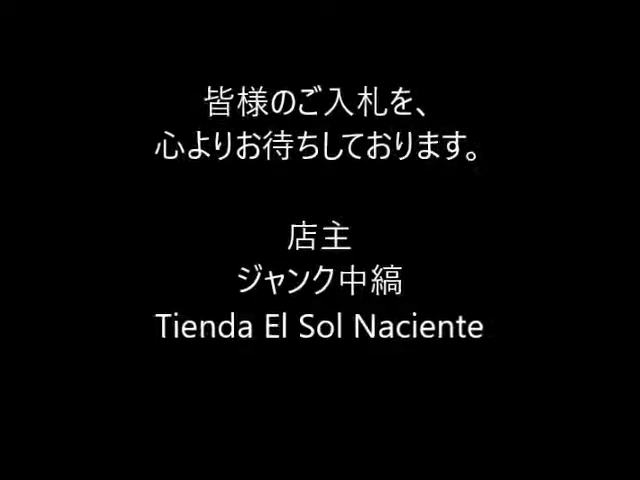 皆様のご入札を、
心よりお待ちしております。
店主
ジャンク中縞
Tienda El Sol Naciente